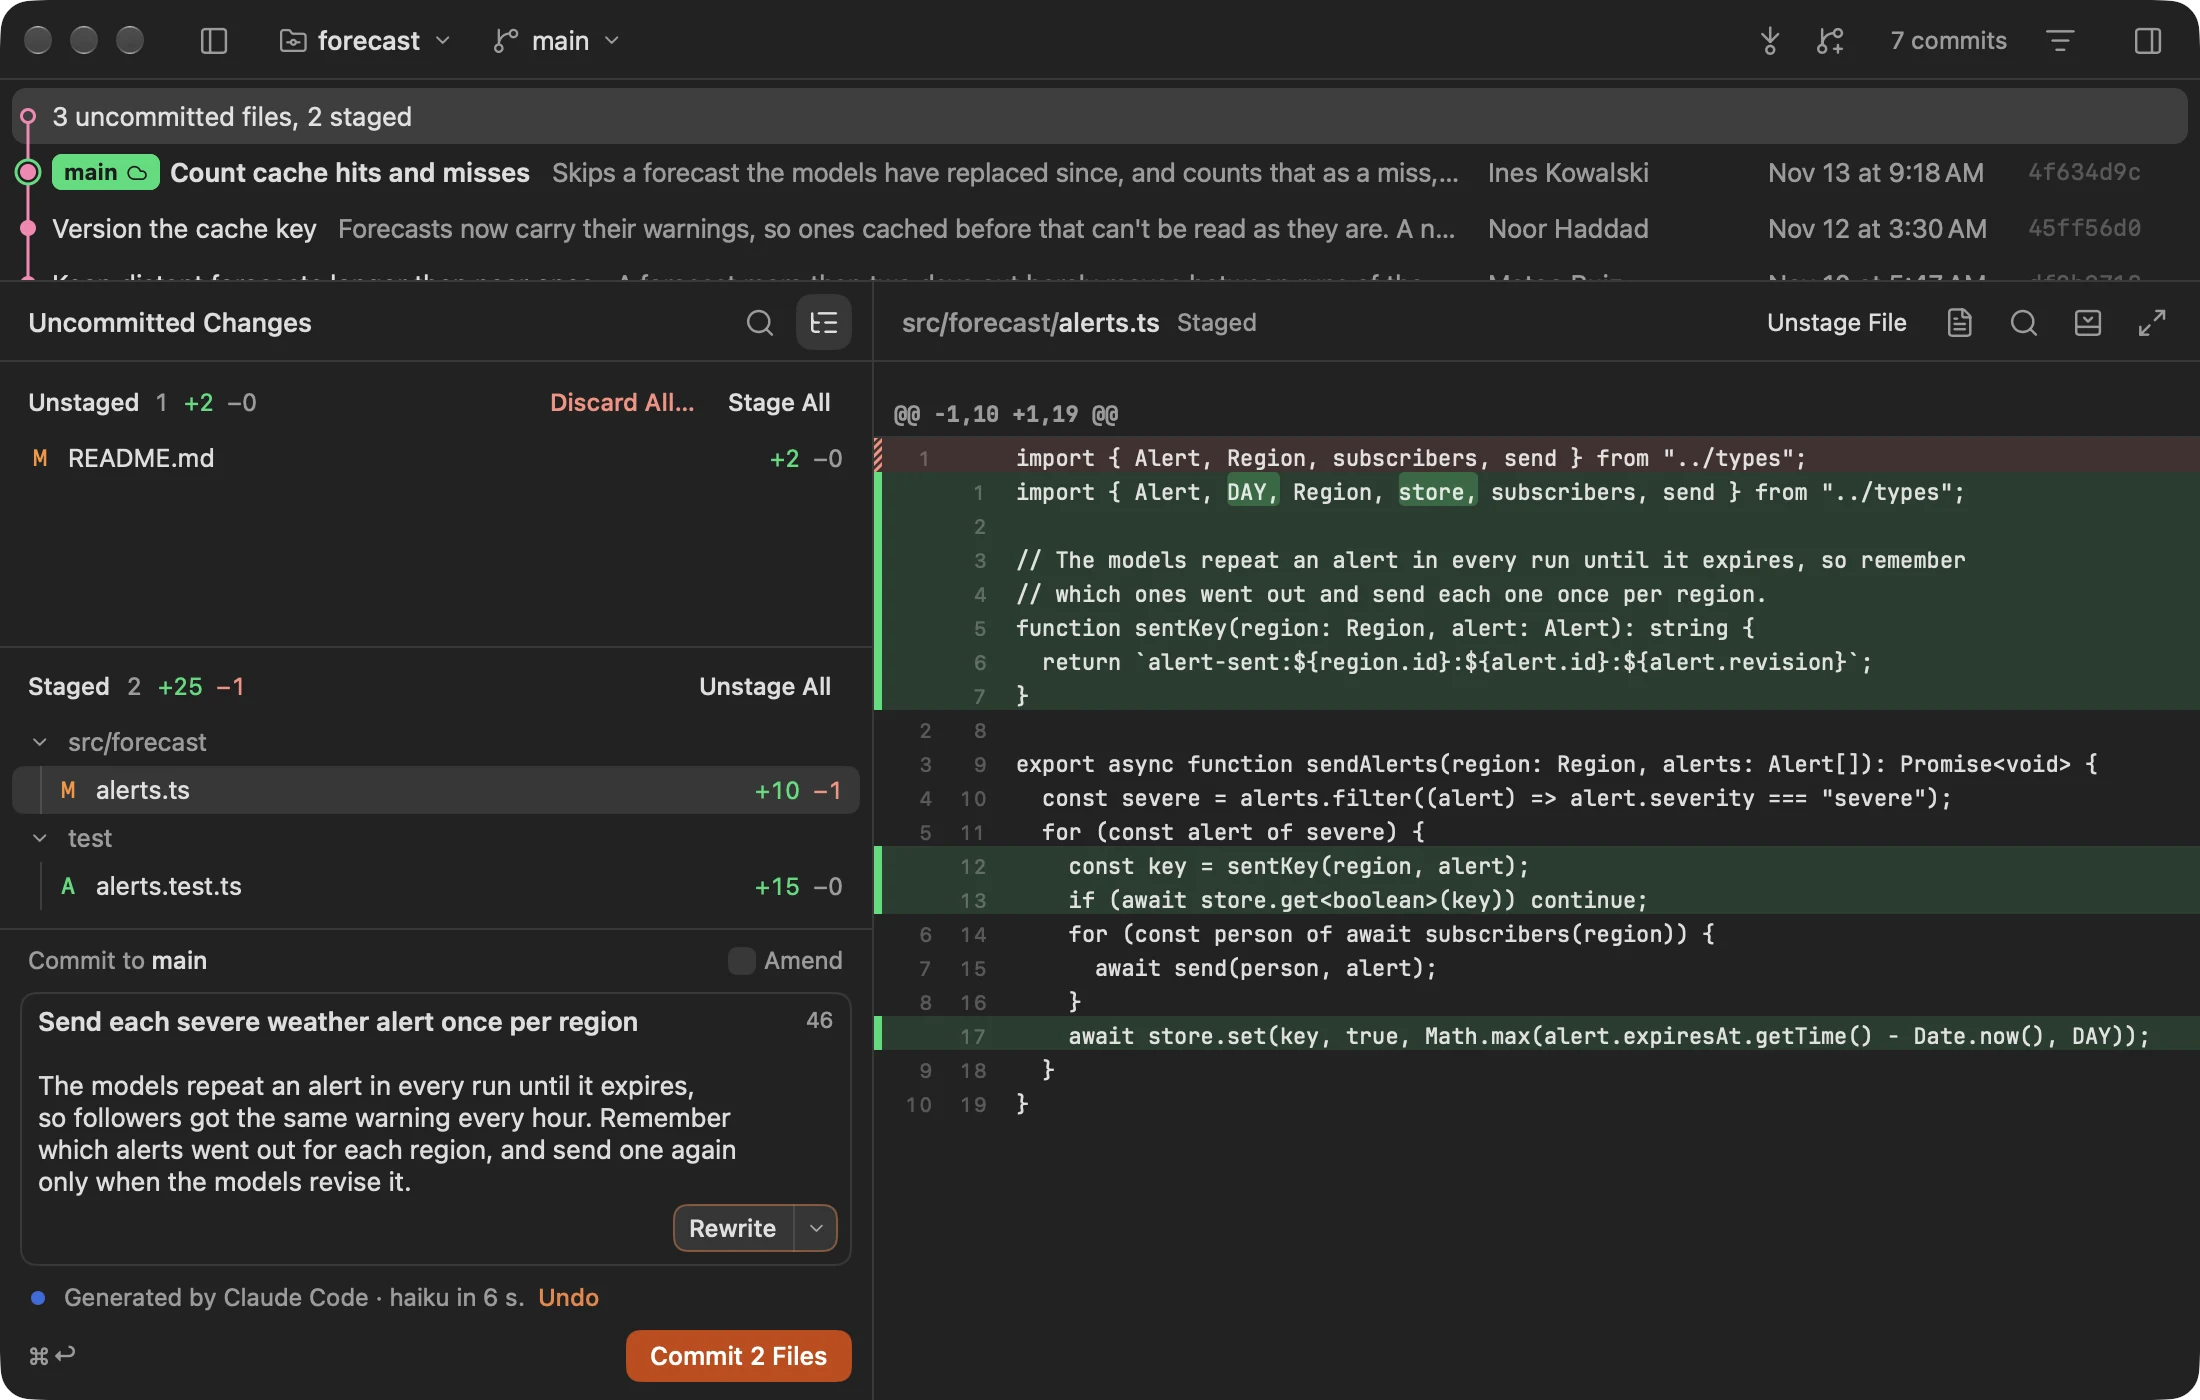 forecast main 7 commits
3 uncommitted files, 2 staged
main Count cache hits and misses Skips a forecast the models have replaced since, and counts that as a miss,... Ines Kowalski Nov 13 at 9:18 AM 4f634d9c
Version the cache key Forecasts now carry their warnings, so ones cached before that can't be read as they are. A n... Noor Haddad Nov 12 at 3:30 AM 45ff56d0
Uncommitted Changes
Unstaged 1 +2 −0 Discard All... Stage All
M README.md +2 −0
Staged 2 +25 −1 Unstage All
src/forecast
M alerts.ts +10 −1
test
A alerts.test.ts +15 −0
Commit to main Amend
Send each severe weather alert once per region 46
The models repeat an alert in every run until it expires,
so followers got the same warning every hour. Remember
which alerts went out for each region, and send one again
only when the models revise it.
Rewrite
Generated by Claude Code · haiku in 6 s. Undo
⌘↩ Commit 2 Files
src/forecast/alerts.ts Staged Unstage File
@@ -1,10 +1,19 @@
1 import { Alert, Region, subscribers, send } from "../types";
1 import { Alert, DAY, Region, store, subscribers, send } from "../types";
2
3 // The models repeat an alert in every run until it expires, so remember
4 // which ones went out and send each one once per region.
5 function sentKey(region: Region, alert: Alert): string {
6 return `alert-sent:${region.id}:${alert.id}:${alert.revision}`;
7 }
2 8
3 9 export async function sendAlerts(region: Region, alerts: Alert[]): Promise<void> {
4 10 const severe = alerts.filter((alert) => alert.severity === "severe");
5 11 for (const alert of severe) {
12 const key = sentKey(region, alert);
13 if (await store.get<boolean>(key)) continue;
6 14 for (const person of await subscribers(region)) {
7 15 await send(person, alert);
8 16 }
17 await store.set(key, true, Math.max(alert.expiresAt.getTime() - Date.now(), DAY));
9 18 }
10 19 }